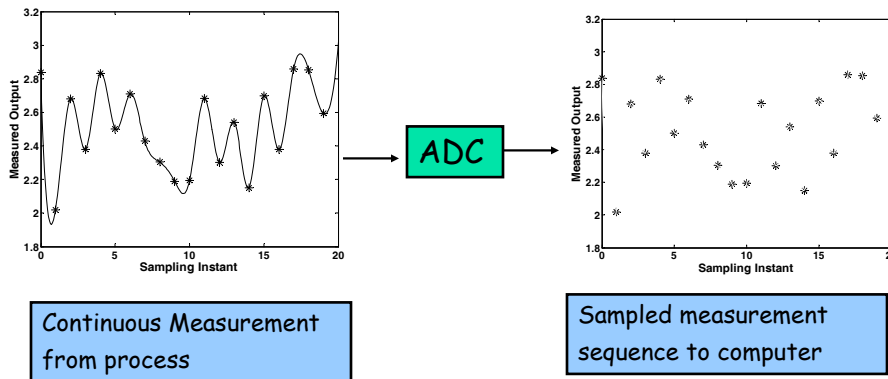 3.2
3
2.8
2.6
2.4
2.2
2
1.8
Measured Output
0 5 10 15 20
Sampling Instant
ADC
3.2
3
2.8
2.6
2.4
2.2
2
1.8
Measured Output
0 5 10 15
Sampling Instant
Continuous Measurement
from process
Sampled measurement
sequence to computer